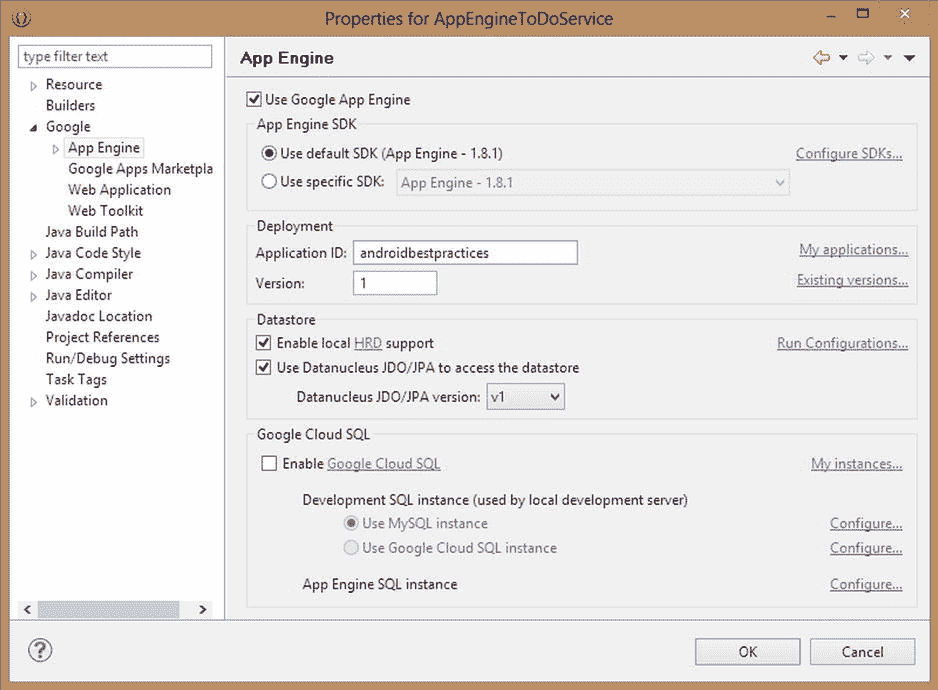 Properties for AppEngineToDoService
type filter text
Resource
Builders
Google
App Engine
Google Apps Marketpla
Web Application
Web Toolkit
Java Build Path
Java Code Style
Java Compiler
Java Editor
Javadoc Location
Project References
Run/Debug Settings
Task Tags
Validation
App Engine
Use Google App Engine
App Engine SDK
Use default SDK (App Engine - 1.8.1) Configure SDKs...
Use specific SDK: App Engine - 1.8.1
Deployment
Application ID: androidbestpractices My applications...
Version: 1 Existing versions...
Datastore
Enable local HRD support Run Configurations...
Use Datanucleus JDO/JPA to access the datastore
Datanucleus JDO/JPA version: v1
Google Cloud SQL
Enable Google Cloud SQL My instances...
Development SQL instance (used by local development server)
Use MySQL instance Configure...
Use Google Cloud SQL instance Configure...
App Engine SQL instance Configure...
?
OK Cancel